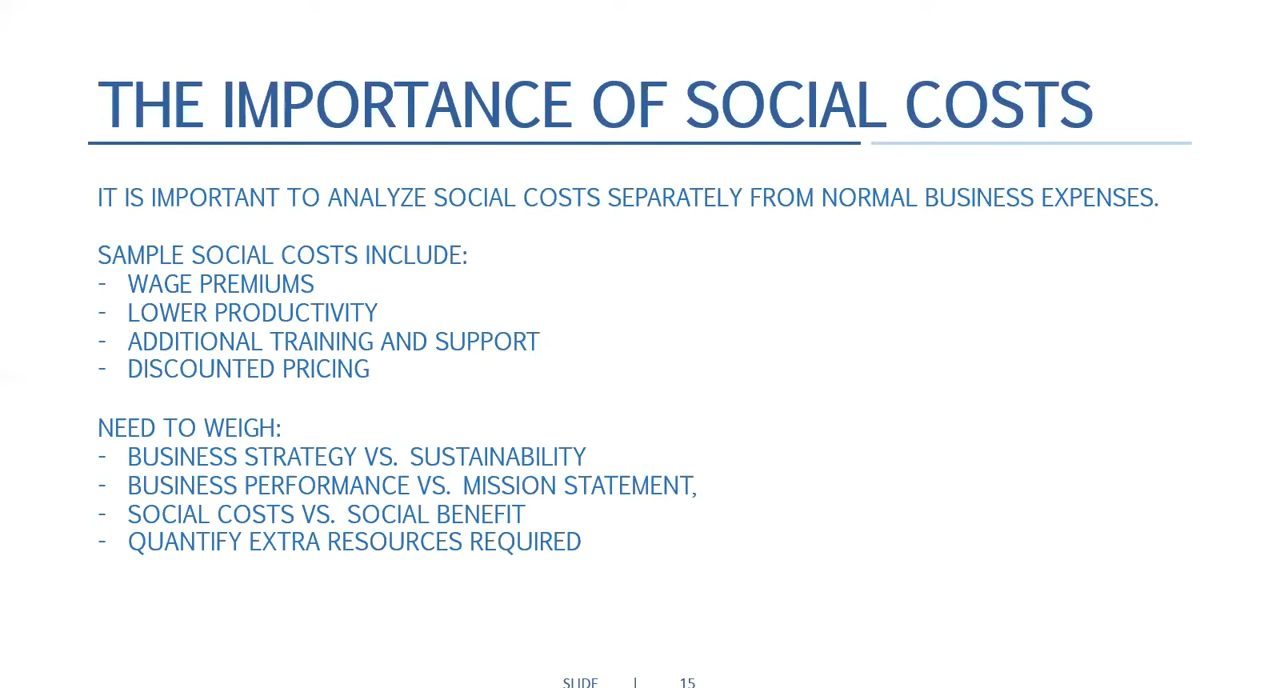 THE IMPORTANCE OF SOCIAL COSTS
IT IS IMPORTANT TO ANALYZE SOCIAL COSTS SEPARATELY FROM NORMAL BUSINESS EXPENSES.
SAMPLE SOCIAL COSTS INCLUDE:
- WAGE PREMIUMS
- LOWER PRODUCTIVITY
- ADDITIONAL TRAINING AND SUPPORT
- DISCOUNTED PRICING
NEED TO WEIGH:
- BUSINESS STRATEGY VS. SUSTAINABILITY
- BUSINESS PERFORMANCE VS. MISSION STATEMENT,
- SOCIAL COSTS VS. SOCIAL BENEFIT
- QUANTIFY EXTRA RESOURCES REQUIRED
SLIDE | 15